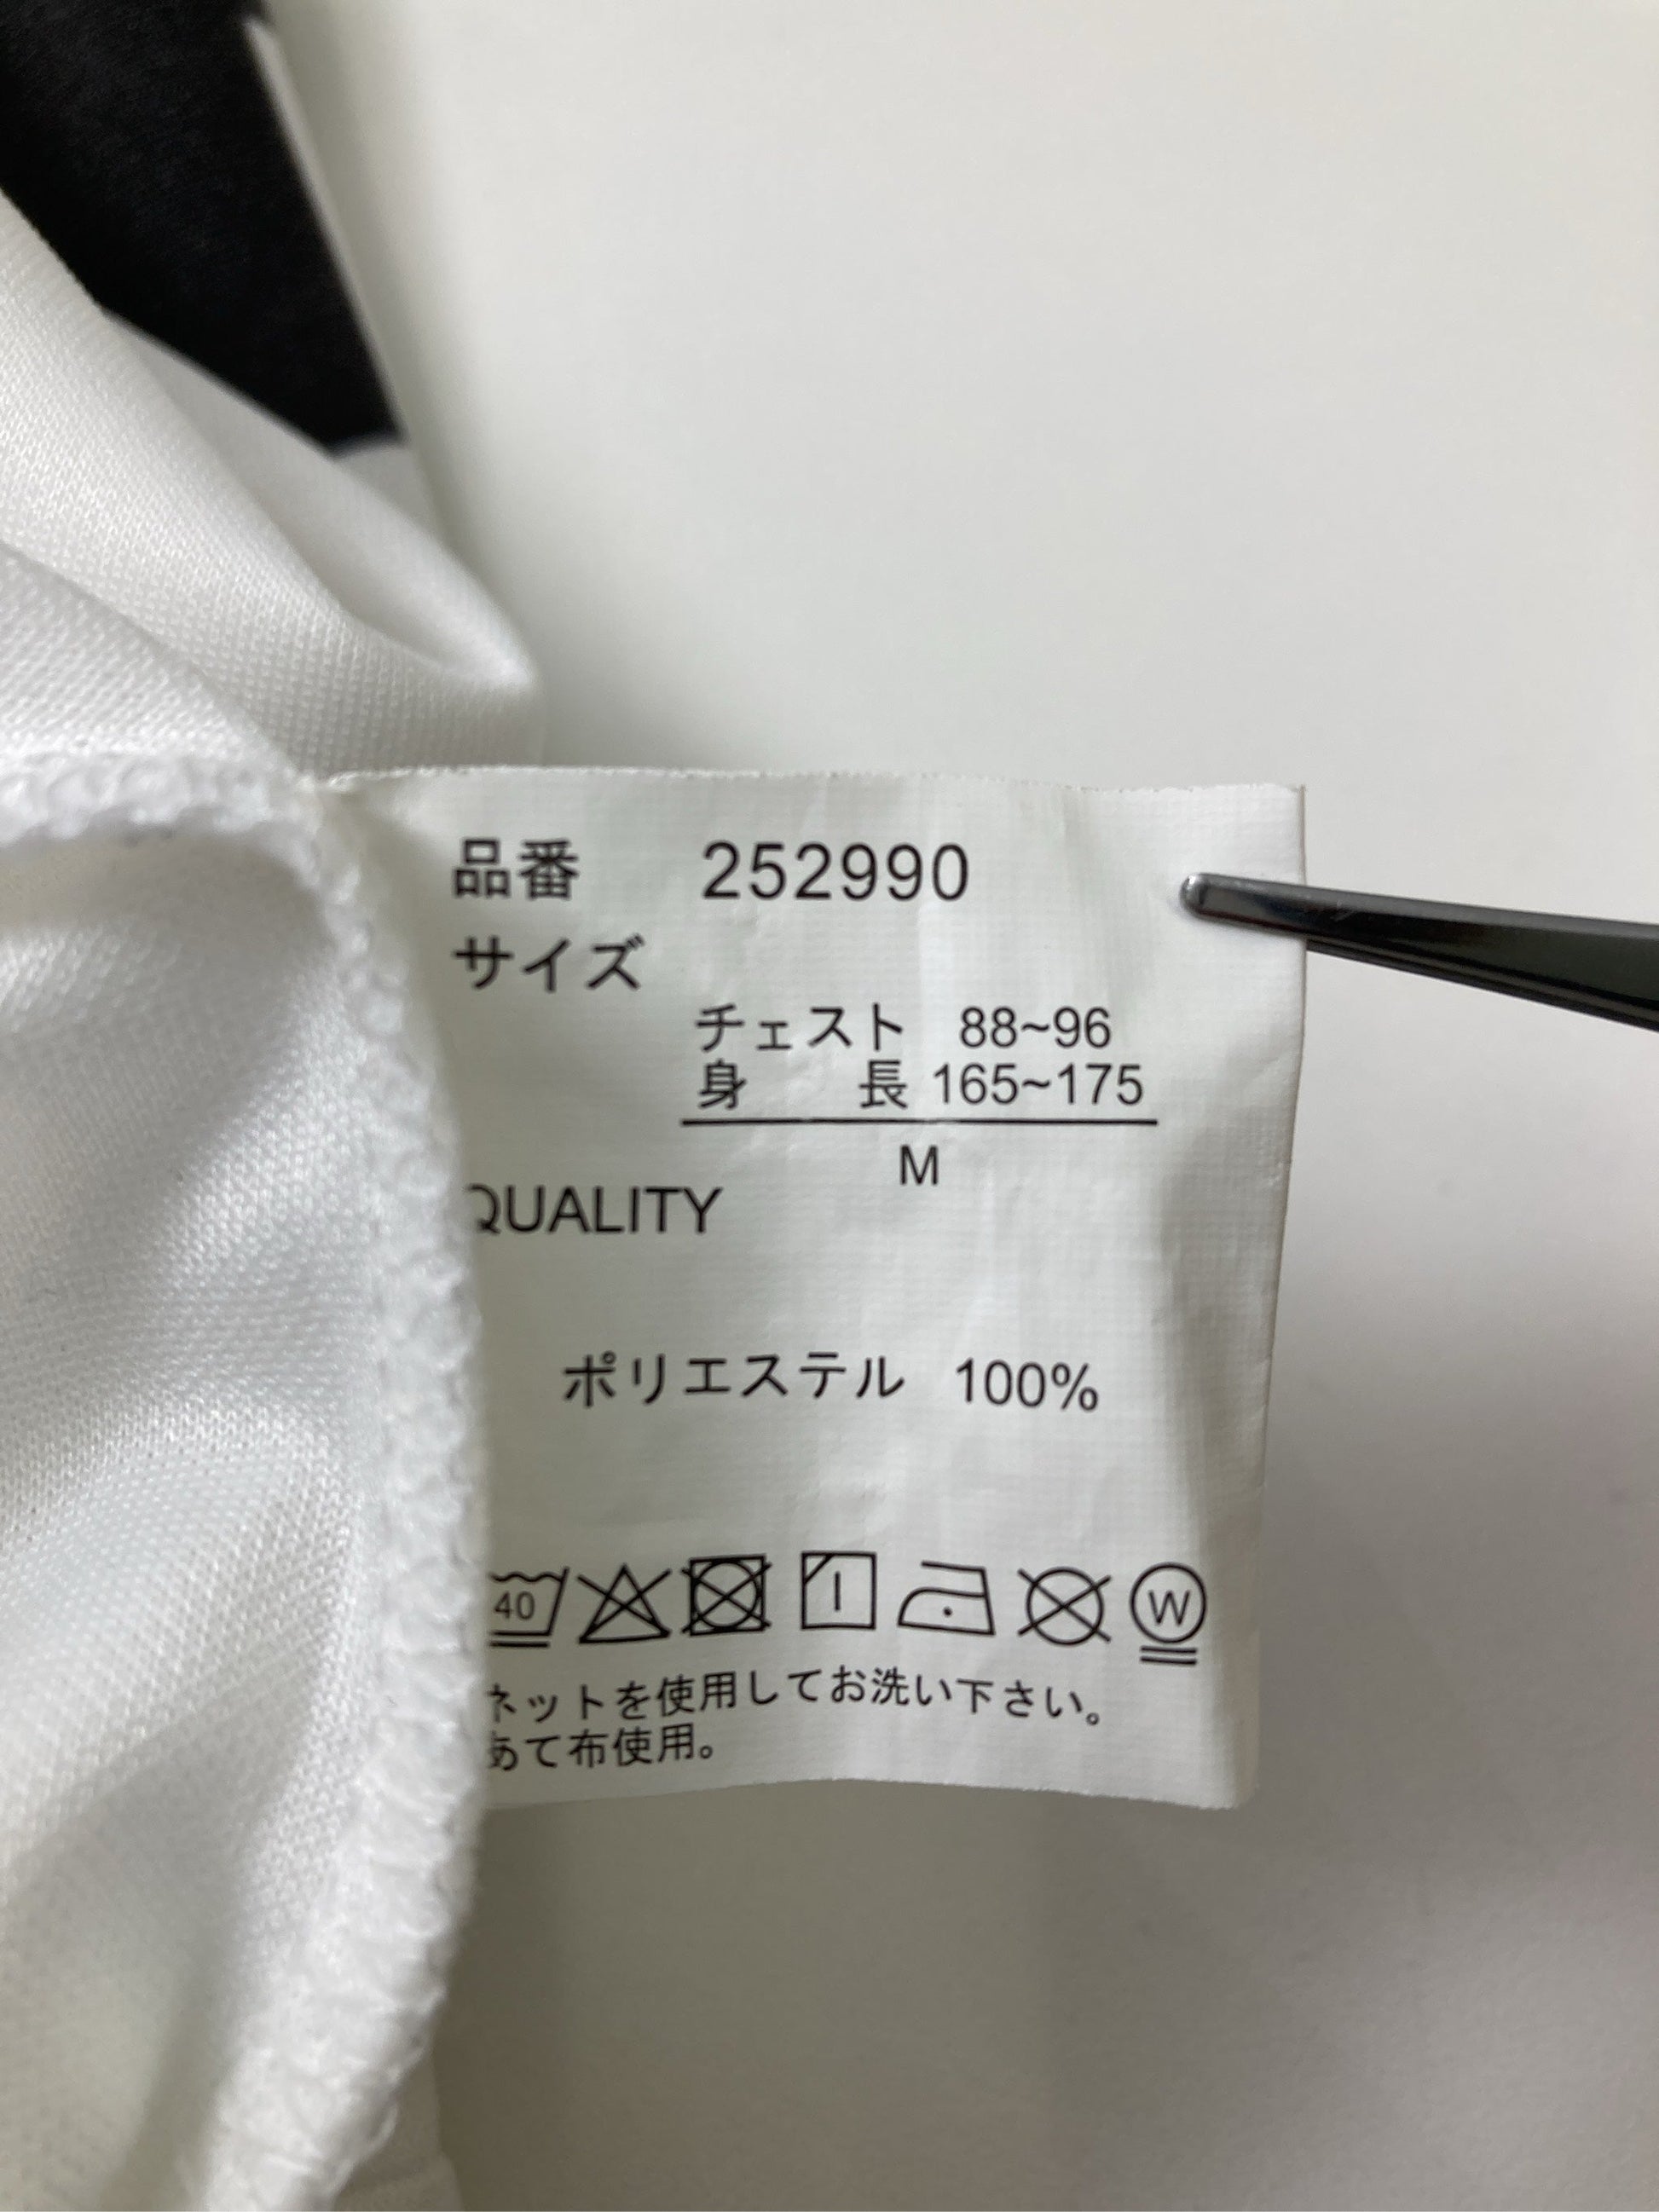 品番 252990
サイズ
チェスト 88~96
身長 165~175
M
QUALITY
ポリエステル 100%
40 W
ネットを使用してお洗い下さい。
あて布使用。